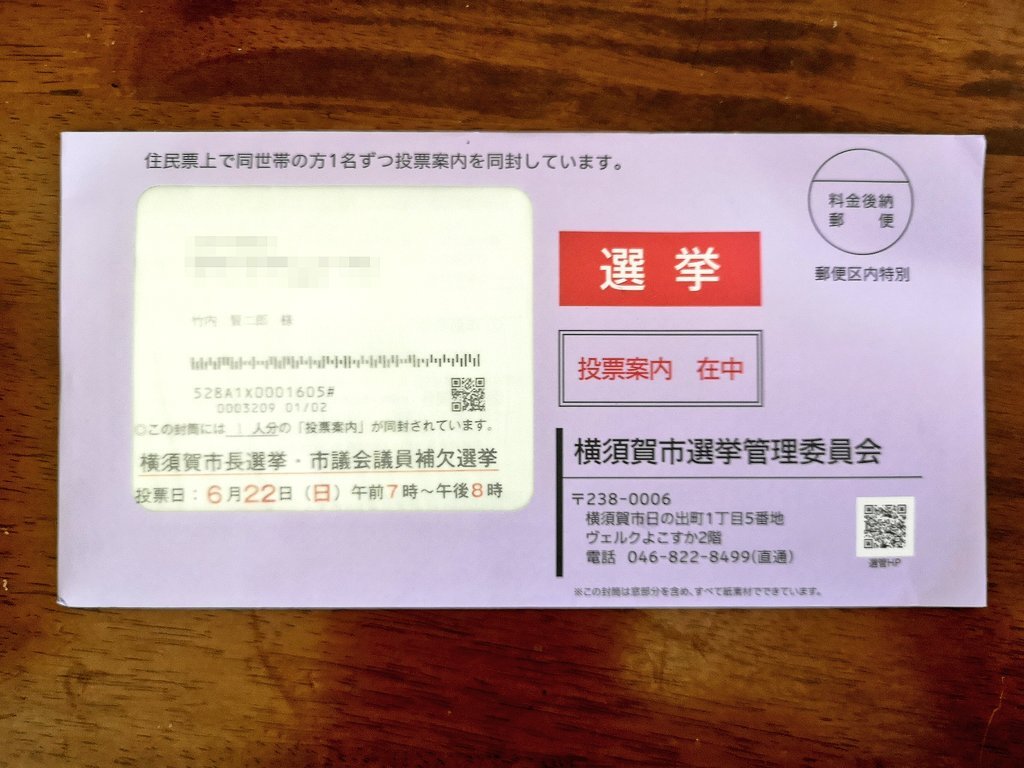 住民票上で同世帯の方1名ずつ投票案内を同封しています。
料金後納
郵便
郵便区内特別
選挙
投票案内 在中
竹内 賢二郎 様
528A1X0001605#
0003209 01/02
◎この封筒には 1 人分の「投票案内」が同封されています。
横須賀市長選挙・市議会議員補欠選挙
投票日:6月22日(日)午前7時~午後8時
横須賀市選挙管理委員会
〒238-0006
横須賀市日の出町1丁目5番地
ヴェルクよこすか2階
電話 046-822-8499(直通)
選管HP
※この封筒は窓部分を含め、すべて紙素材でできています。